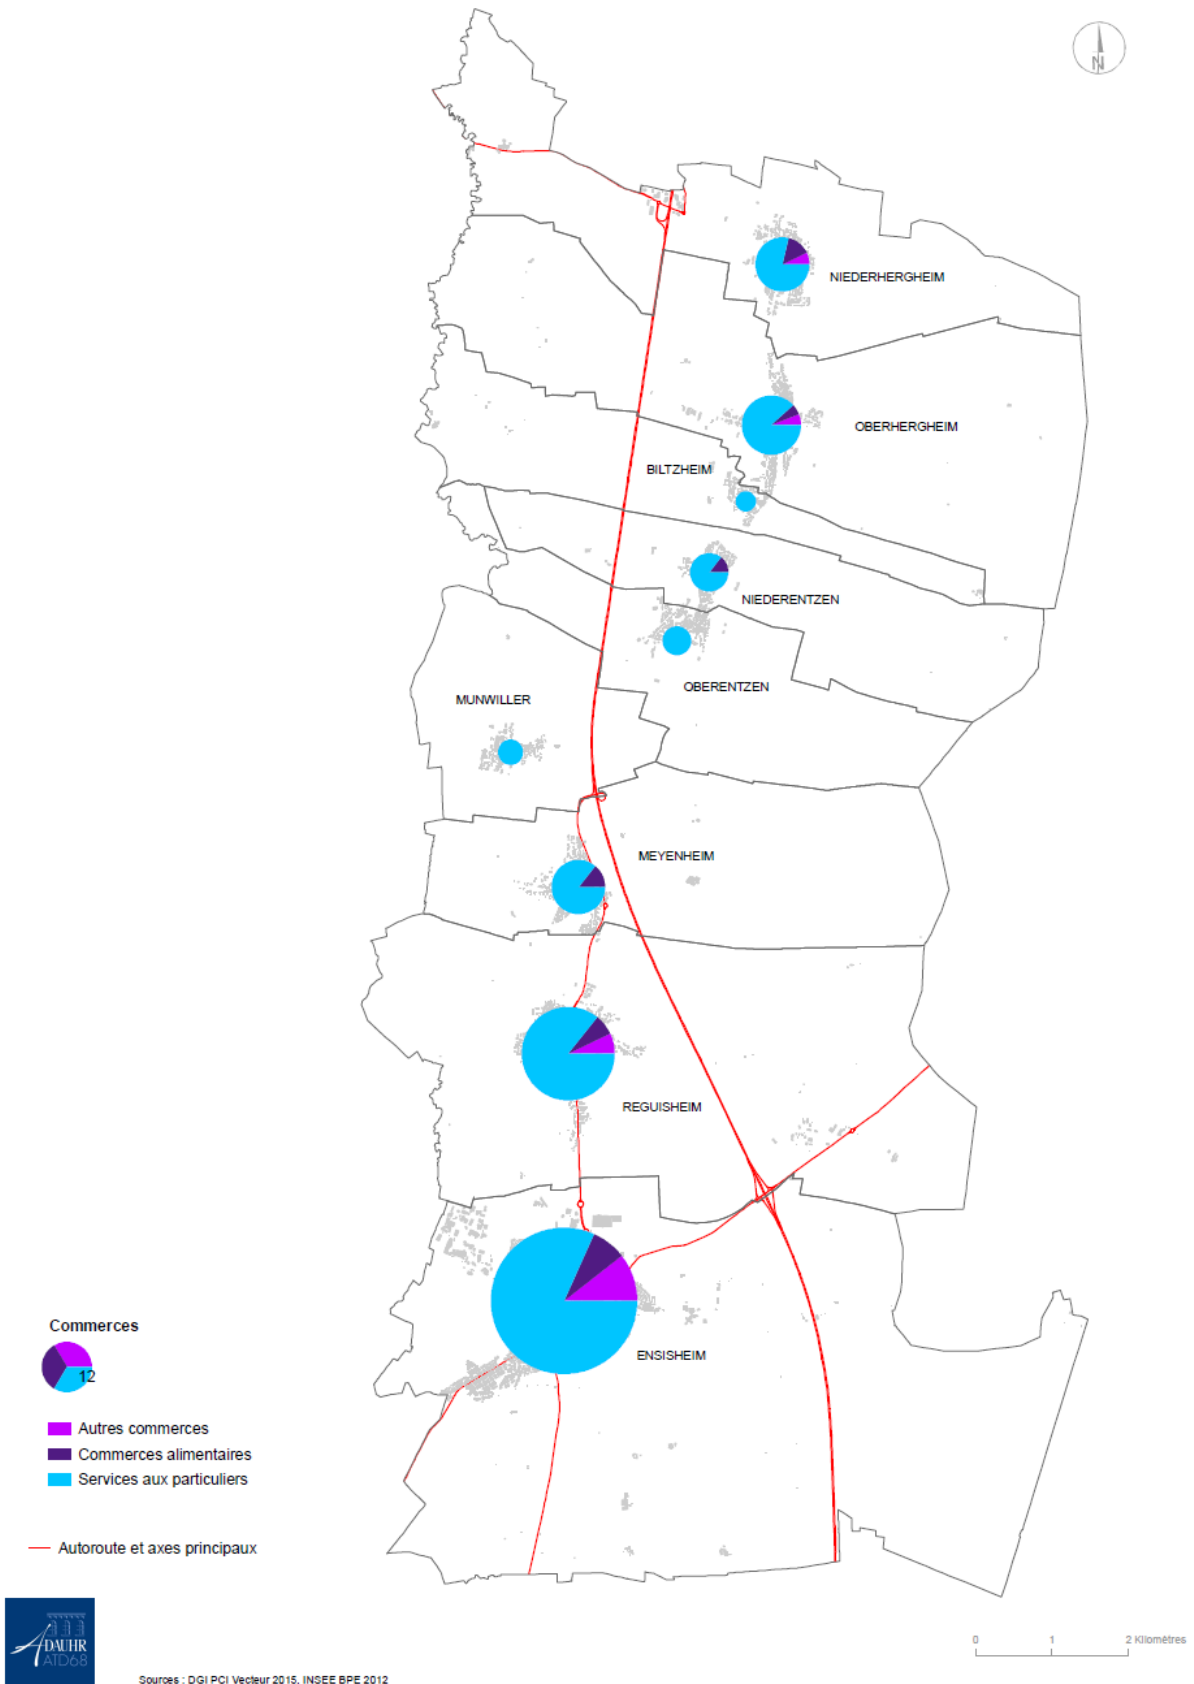 N
NIEDERHERGHEIM
OBERHERGHEIM
BILTZHEIM
NIEDERENTZEN
OBERENTZEN
MUNWILLER
MEYENHEIM
REGUISHEIM
ENSISHEIM
Commerces
12
Autres commerces
Commerces alimentaires
Services aux particuliers
Autoroute et axes principaux
ADAUHR
ATD68
0 1 2 Kilomètres
Sources : DGI PCI Vecteur 2015, INSEE BPE 2012